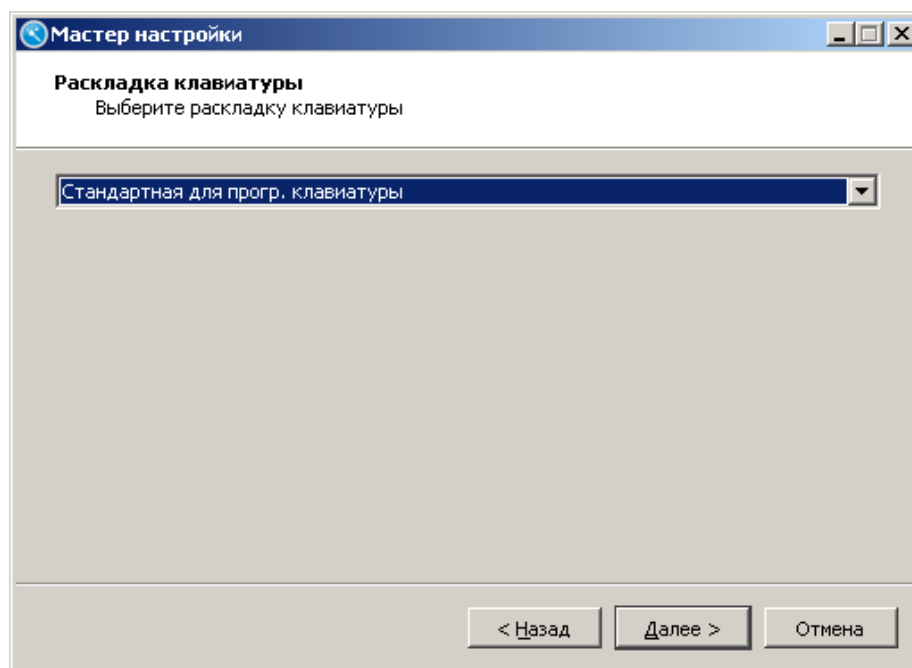 Мастер настройки
Раскладка клавиатуры
Выберите раскладку клавиатуры
Стандартная для прогр. клавиатуры
< Назад Далее > Отмена